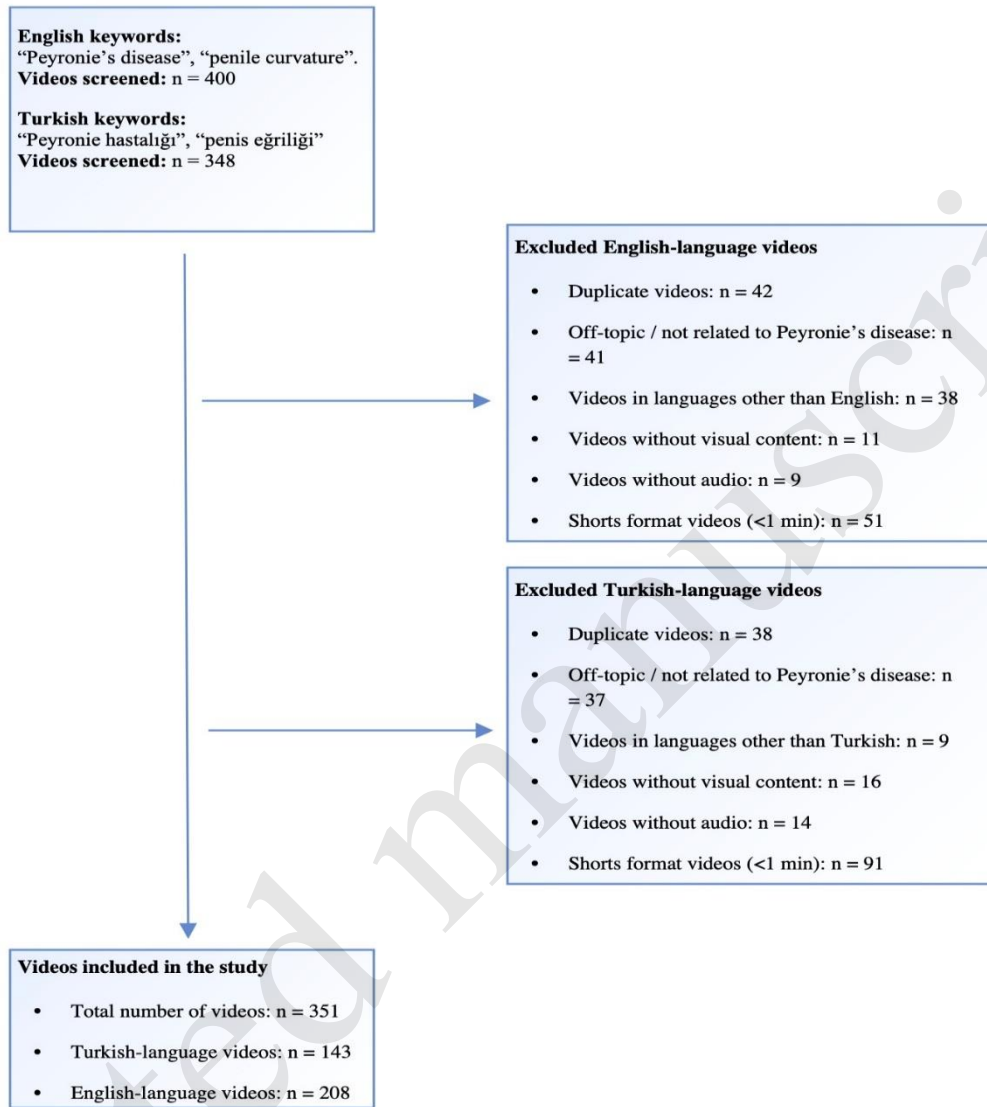 English keywords:
“Peyronie’s disease”, “penile curvature”.
Videos screened: n = 400
Turkish keywords:
“Peyronie hastalığı”, “penis eğriliği”
Videos screened: n = 348
Excluded English-language videos
• Duplicate videos: n = 42
• Off-topic / not related to Peyronie’s disease: n
= 41
• Videos in languages other than English: n = 38
• Videos without visual content: n = 11
• Videos without audio: n = 9
• Shorts format videos (<1 min): n = 51
Excluded Turkish-language videos
• Duplicate videos: n = 38
• Off-topic / not related to Peyronie’s disease: n
= 37
• Videos in languages other than Turkish: n = 9
• Videos without visual content: n = 16
• Videos without audio: n = 14
• Shorts format videos (<1 min): n = 91
Videos included in the study
• Total number of videos: n = 351
• Turkish-language videos: n = 143
• English-language videos: n = 208
ted manuscri